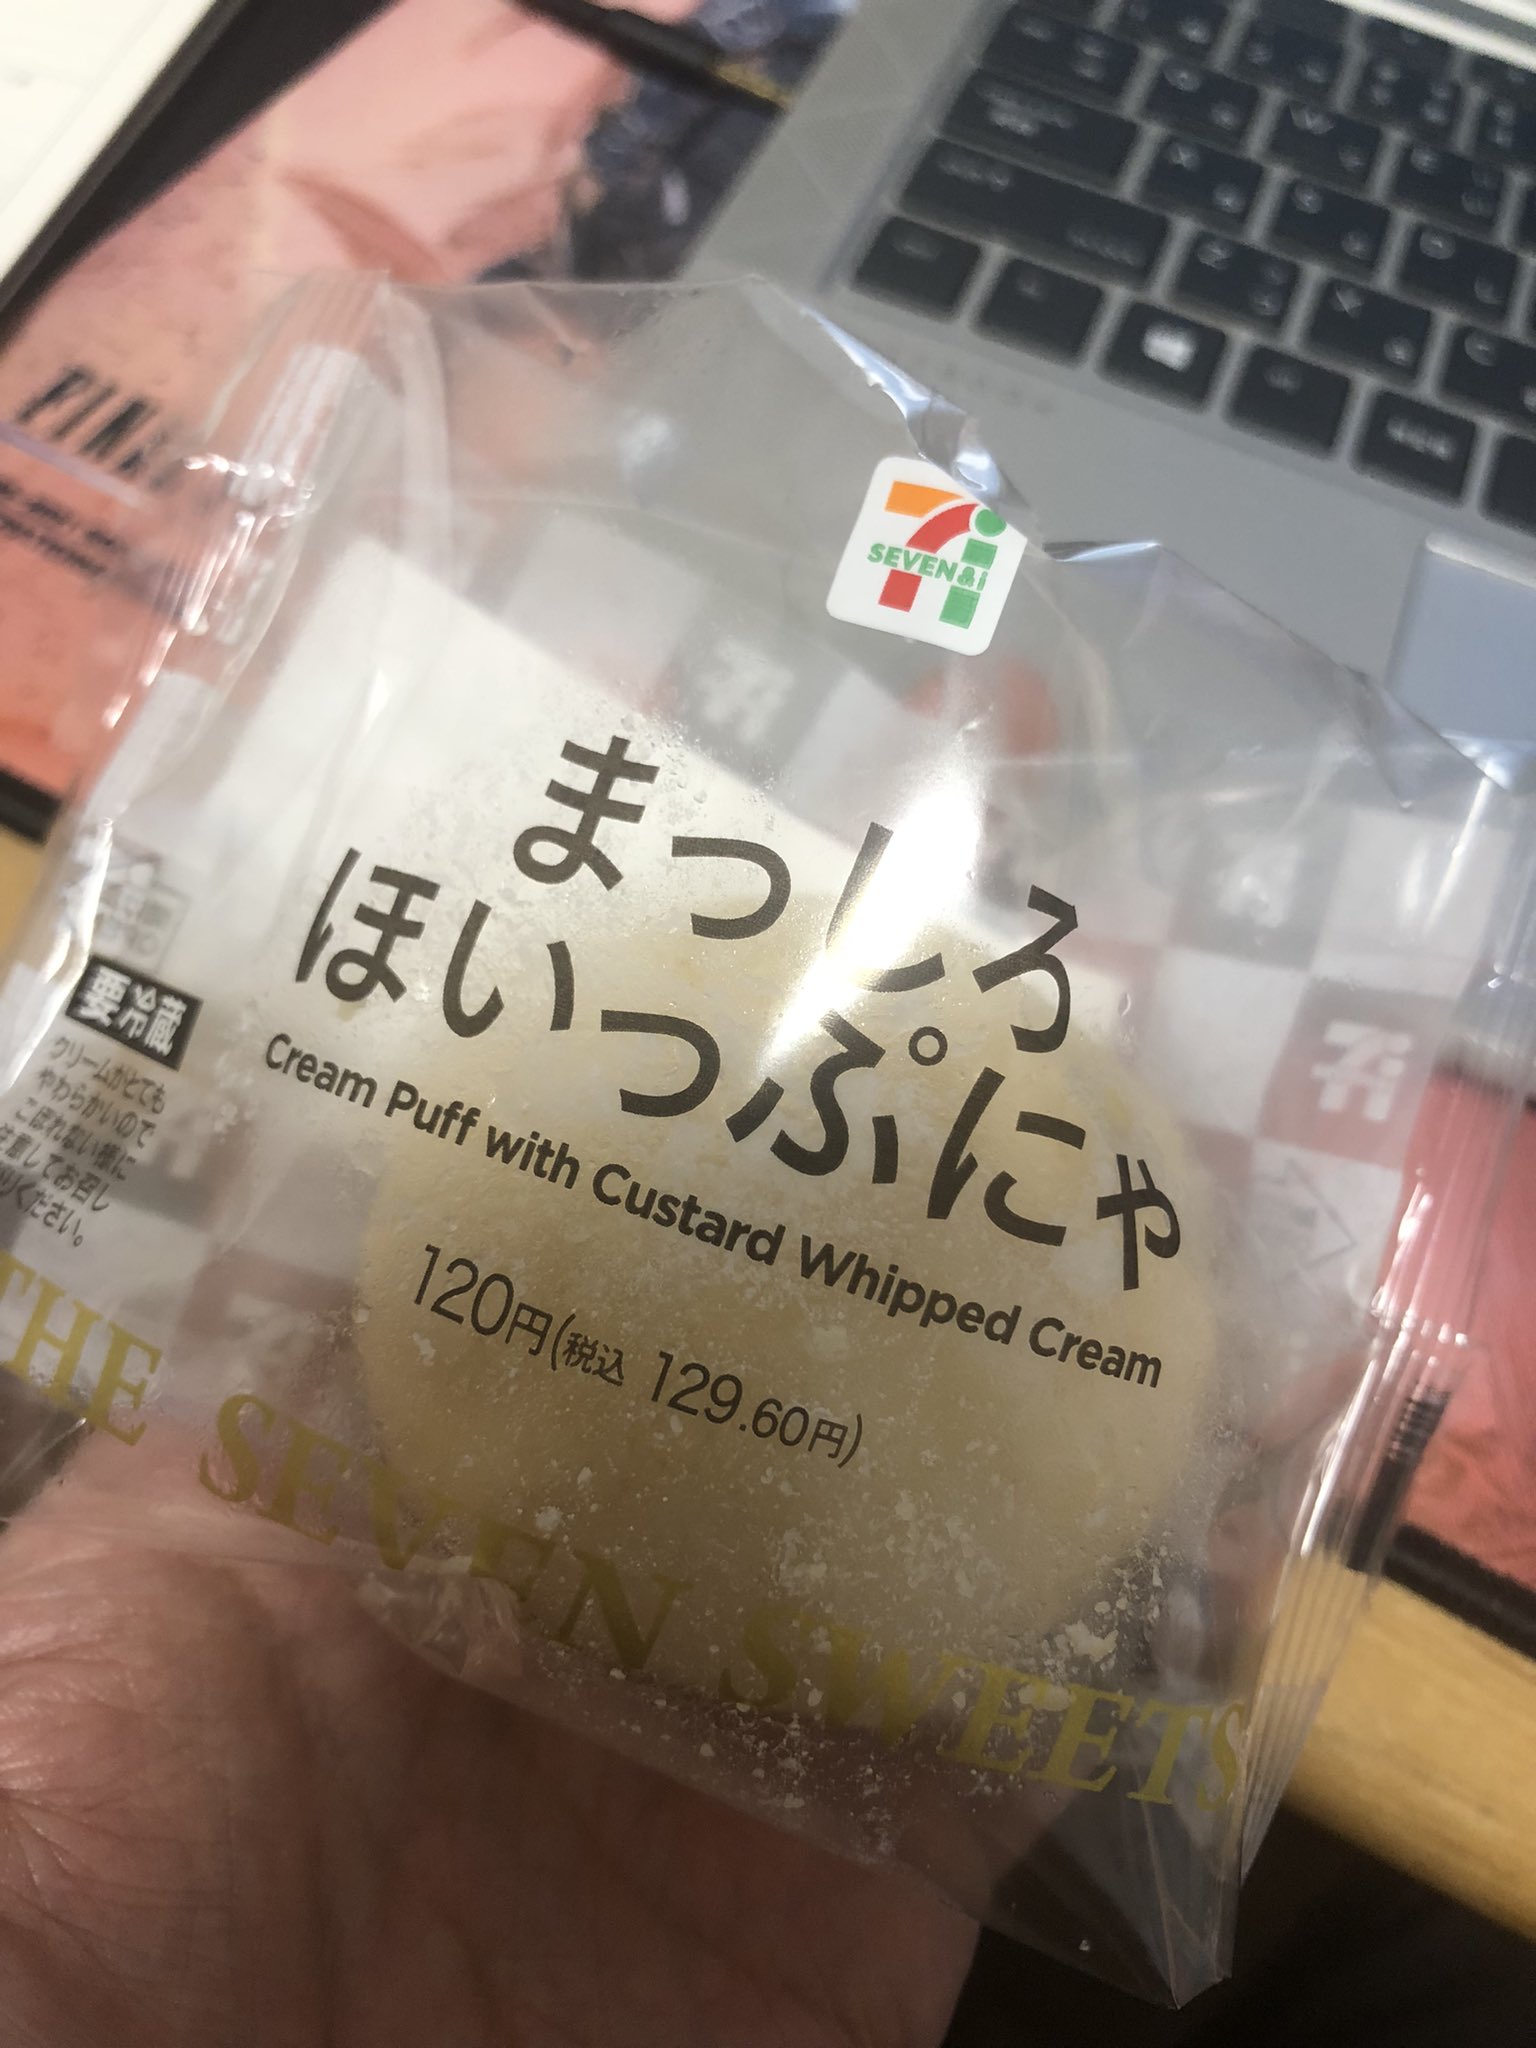 SEVEN&i
まっしろ
ほいっぷにゃ
Cream Puff with Custard Whipped Cream
120円(税込 129.60円)
要冷蔵
クリームがとても
やわらかいので
こぼれない様に
注意してお召し
ください。
THE SEVEN SWEETS